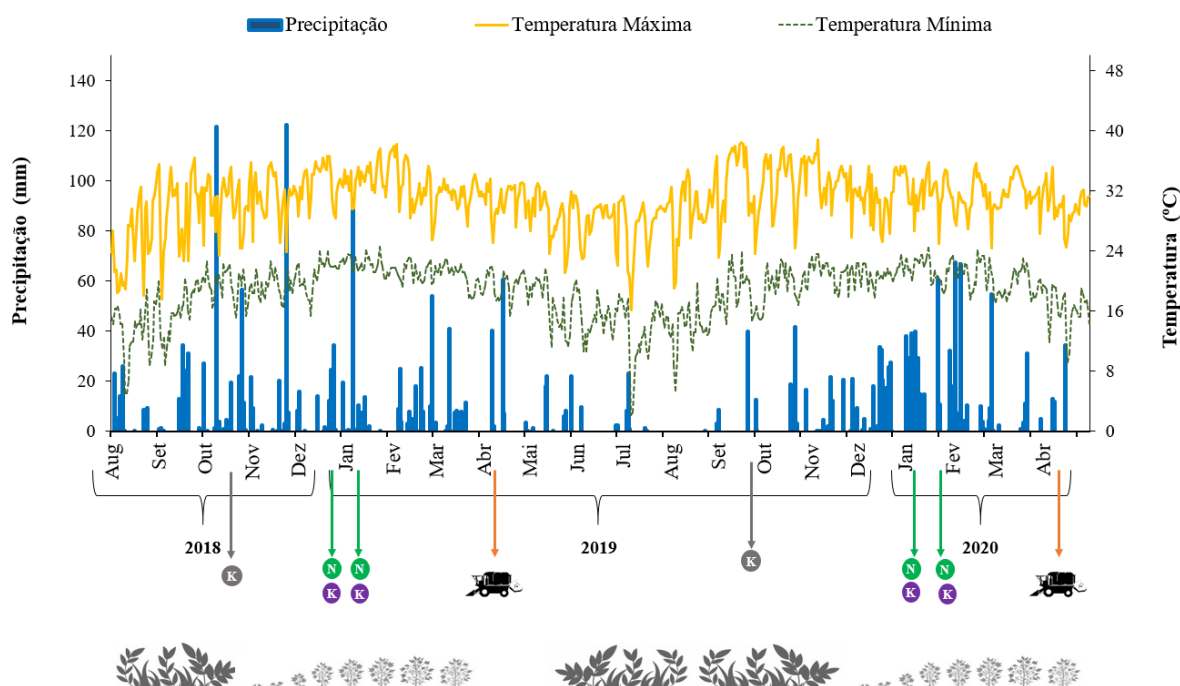 Precipitação Temperatura Máxima Temperatura Mínima
Precipitação (mm)
140
120
100
80
60
40
20
0
48
40
32
24
16
8
0
Temperatura (ºC)
Aug Set Out Nov Dez Jan Fev Mar Abr Mai Jun Jul Aug Set Out Nov Dez Jan Fev Mar Abr
2018 2019 2020
K K
N N N N
K K K K